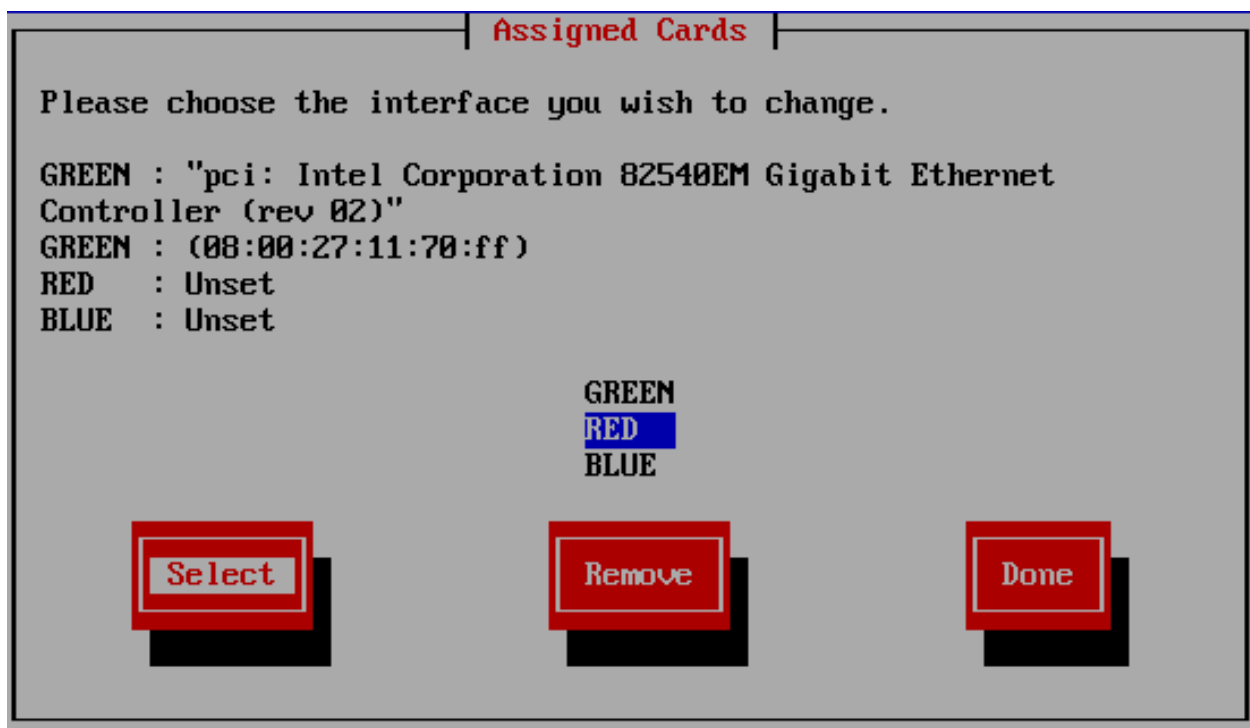 Assigned Cards
Please choose the interface you wish to change.
GREEN : "pci: Intel Corporation 82540EM Gigabit Ethernet
Controller (rev 02)"
GREEN : (08:00:27:11:70:ff)
RED   : Unset
BLUE  : Unset
GREEN
RED
BLUE
Select Remove Done